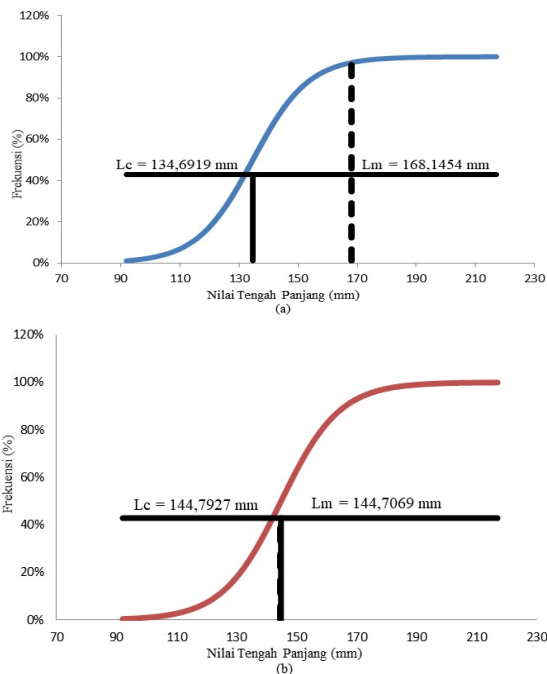 120%
100%
80%
60%
40%
20%
0%
Frekuensi (%)
Lc = 134,6919 mm
Lm = 168,1454 mm
70 90 110 130 150 170 190 210 230
Nilai Tengah Panjang (mm)
(a)
120%
100%
80%
60%
40%
20%
0%
Frekuensi (%)
Lc = 144,7927 mm
Lm = 144,7069 mm
70 90 110 130 150 170 190 210 230
Nilai Tengah Panjang (mm)
(b)